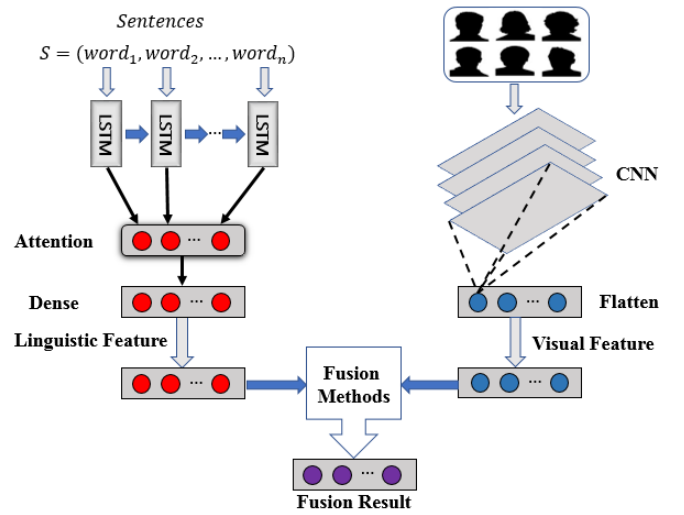 Sentences
S = (word₁, word₂, ... , wordₙ)
LSTM
LSTM
...
LSTM
CNN
Attention
...
Dense
...
Flatten
...
Linguistic Feature
Visual Feature
...
Fusion
Methods
...
...
Fusion Result